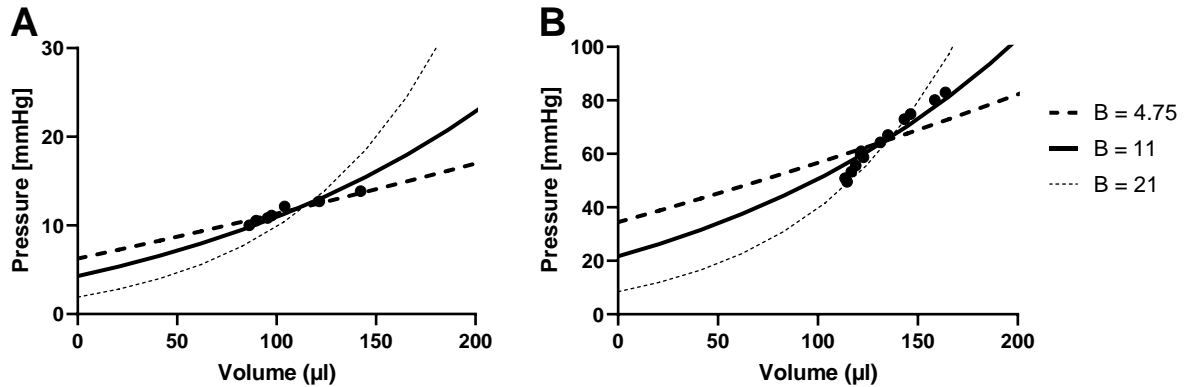 A
Pressure [mmHg]
30
20
10
0
0 50 100 150 200
Volume (µl)
B
Pressure [mmHg]
100
80
60
40
20
0
0 50 100 150 200
Volume (µl)
B = 4.75
B = 11
B = 21